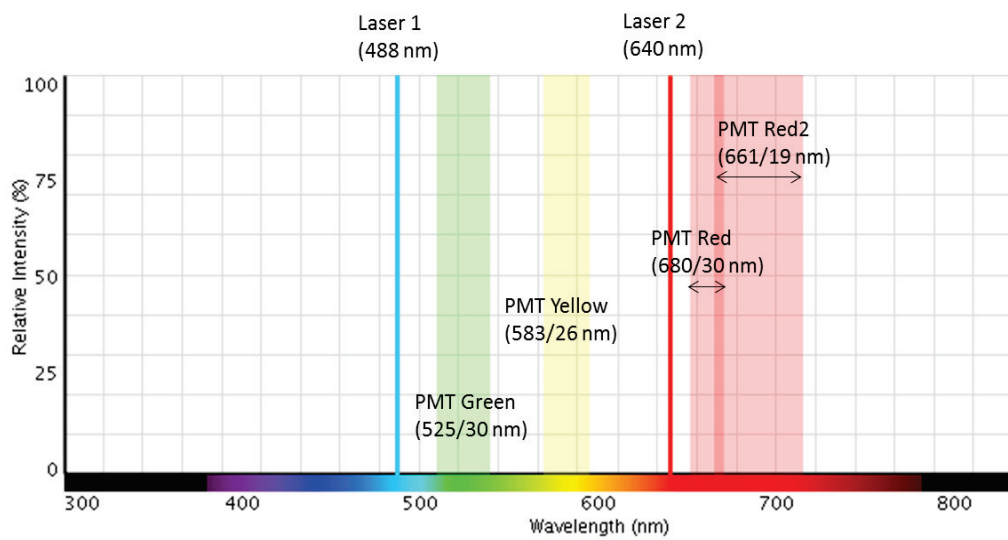 Laser 1
(488 nm)
Laser 2
(640 nm)
100
75
50
25
0
Relative Intensity (%)
PMT Red2
(661/19 nm)
PMT Red
(680/30 nm)
PMT Yellow
(583/26 nm)
PMT Green
(525/30 nm)
300 400 500 600 700 800
Wavelength (nm)